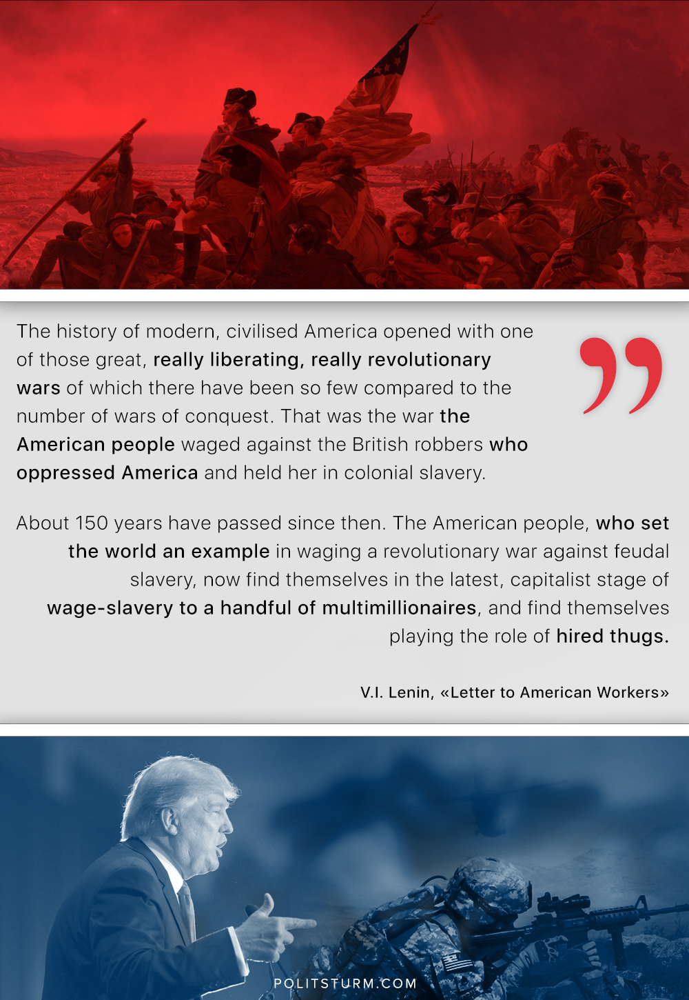 The history of modern, civilised America opened with one
of those great, really liberating, really revolutionary
wars of which there have been so few compared to the
number of wars of conquest. That was the war the
American people waged against the British robbers who
oppressed America and held her in colonial slavery.
About 150 years have passed since then. The American people, who set
the world an example in waging a revolutionary war against feudal
slavery, now find themselves in the latest, capitalist stage of
wage-slavery to a handful of multimillionaires, and find themselves
playing the role of hired thugs.
V.I. Lenin, «Letter to American Workers»
POLITSTURM.COM